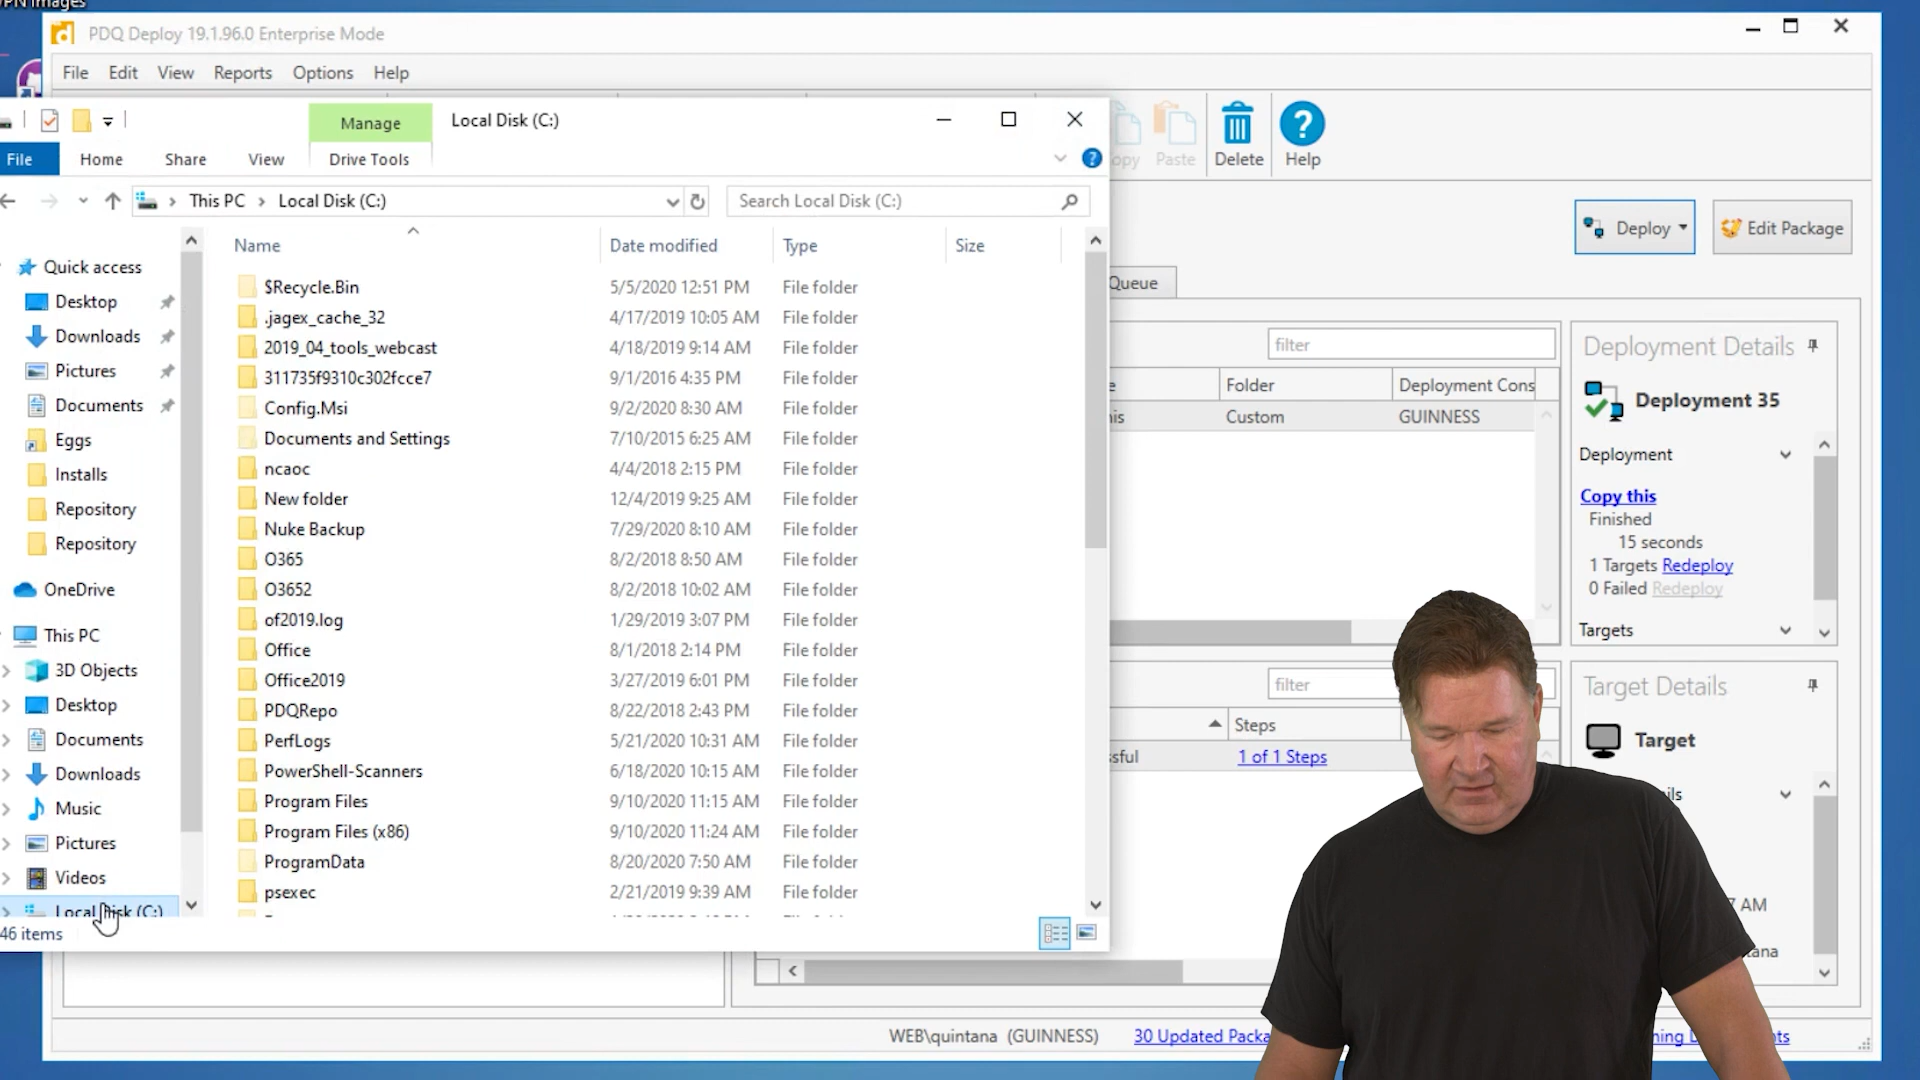 PN Images
PDQ Deploy 19.1.96.0 Enterprise Mode
File Edit View Reports Options Help
Manage Local Disk (C:)
File Home Share View Drive Tools
This PC Local Disk (C:) Search Local Disk (C:)
Paste Delete Help
Deploy Edit Package
Queue
Name Date modified Type Size
Quick access
Desktop
Downloads
Pictures
Documents
Eggs
Installs
Repository
Repository
OneDrive
This PC
3D Objects
Desktop
Documents
Downloads
Music
Pictures
Videos
Local Disk (C:)
46 items
$Recycle.Bin 5/5/2020 12:51 PM File folder
.jagex_cache_32 4/17/2019 10:05 AM File folder
2019_04_tools_webcast 4/18/2019 9:14 AM File folder
311735f9310c302fcce7 9/1/2016 4:35 PM File folder
Config.Msi 9/2/2020 8:30 AM File folder
Documents and Settings 7/10/2015 6:25 AM File folder
ncaoc 4/4/2018 2:15 PM File folder
New folder 12/4/2019 9:25 AM File folder
Nuke Backup 7/29/2020 8:10 AM File folder
O365 8/2/2018 8:50 AM File folder
O3652 8/2/2018 10:02 AM File folder
of2019.log 1/29/2019 3:07 PM File folder
Office 8/1/2018 2:14 PM File folder
Office2019 3/27/2019 6:01 PM File folder
PDQRepo 8/22/2018 2:43 PM File folder
PerfLogs 5/21/2020 10:31 AM File folder
PowerShell-Scanners 6/18/2020 10:15 AM File folder
Program Files 9/10/2020 11:15 AM File folder
Program Files (x86) 9/10/2020 11:24 AM File folder
ProgramData 8/20/2020 7:50 AM File folder
psexec 2/21/2019 9:39 AM File folder
filter
Folder Deployment Cons
Custom GUINNESS
Deployment Details
Deployment 35
Deployment
Copy this
Finished
15 seconds
1 Targets Redeploy
0 Failed Redeploy
Targets
filter
Steps
1 of 1 Steps
Target Details
Target
AM
WEB\quintana (GUINNESS) 30 Updated Packa